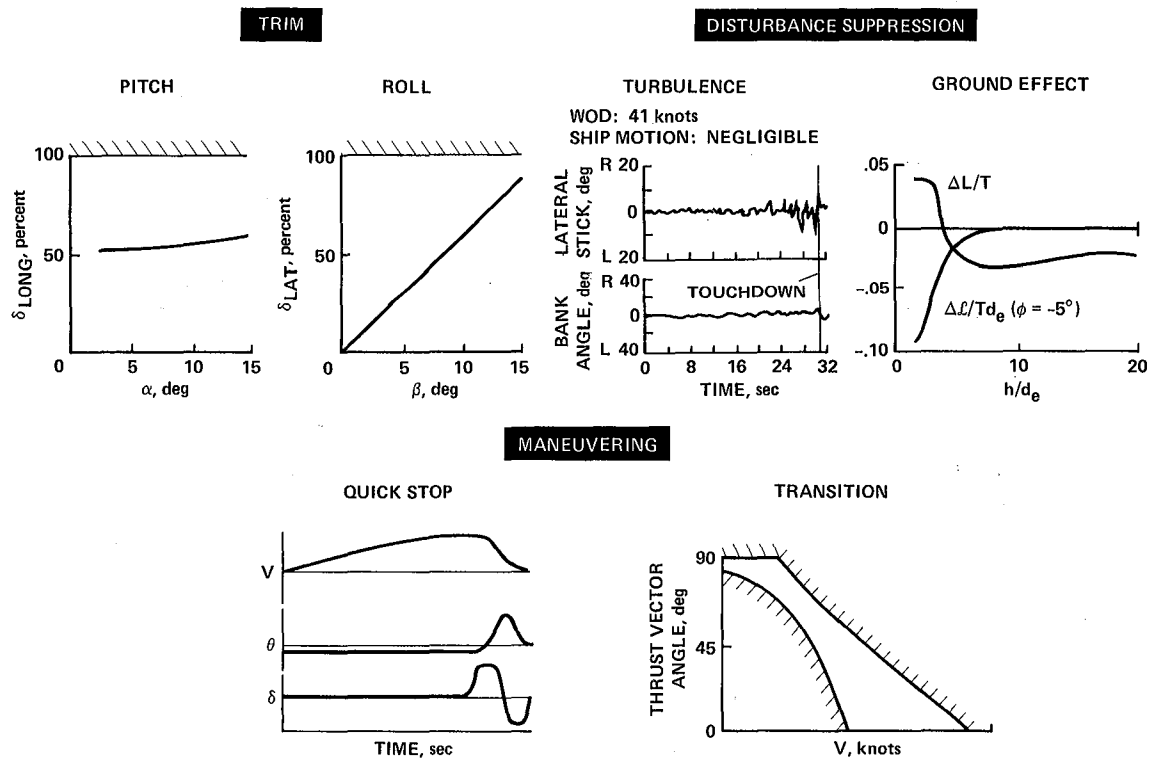 TRIM
DISTURBANCE SUPPRESSION
PITCH
ROLL
TURBULENCE
GROUND EFFECT
WOD: 41 knots
SHIP MOTION: NEGLIGIBLE
δLONG, percent
100
50
0
0
5
10
15
α, deg
δLAT, percent
100
50
0
0
5
10
15
β, deg
LATERAL
STICK, deg
R 20
0
L 20
BANK
ANGLE, deg
R 40
0
L 40
TOUCHDOWN
0
8
16
24
32
TIME, sec
.05
0
-.05
-.10
ΔL/T
Δℒ/Tde (ϕ = -5°)
0
10
20
h/de
MANEUVERING
QUICK STOP
TRANSITION
V
θ
δ
TIME, sec
THRUST VECTOR
ANGLE, deg
90
45
0
V, knots